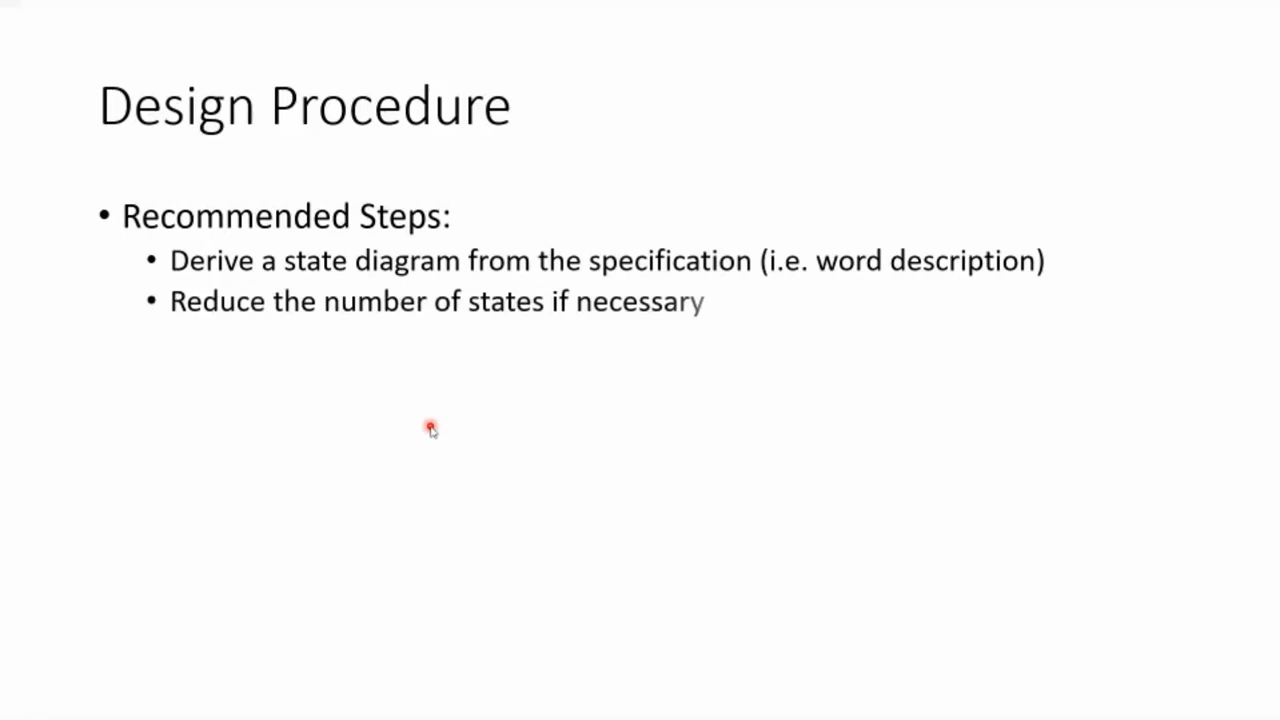 Design Procedure
• Recommended Steps:
• Derive a state diagram from the specification (i.e. word description)
• Reduce the number of states if necessary